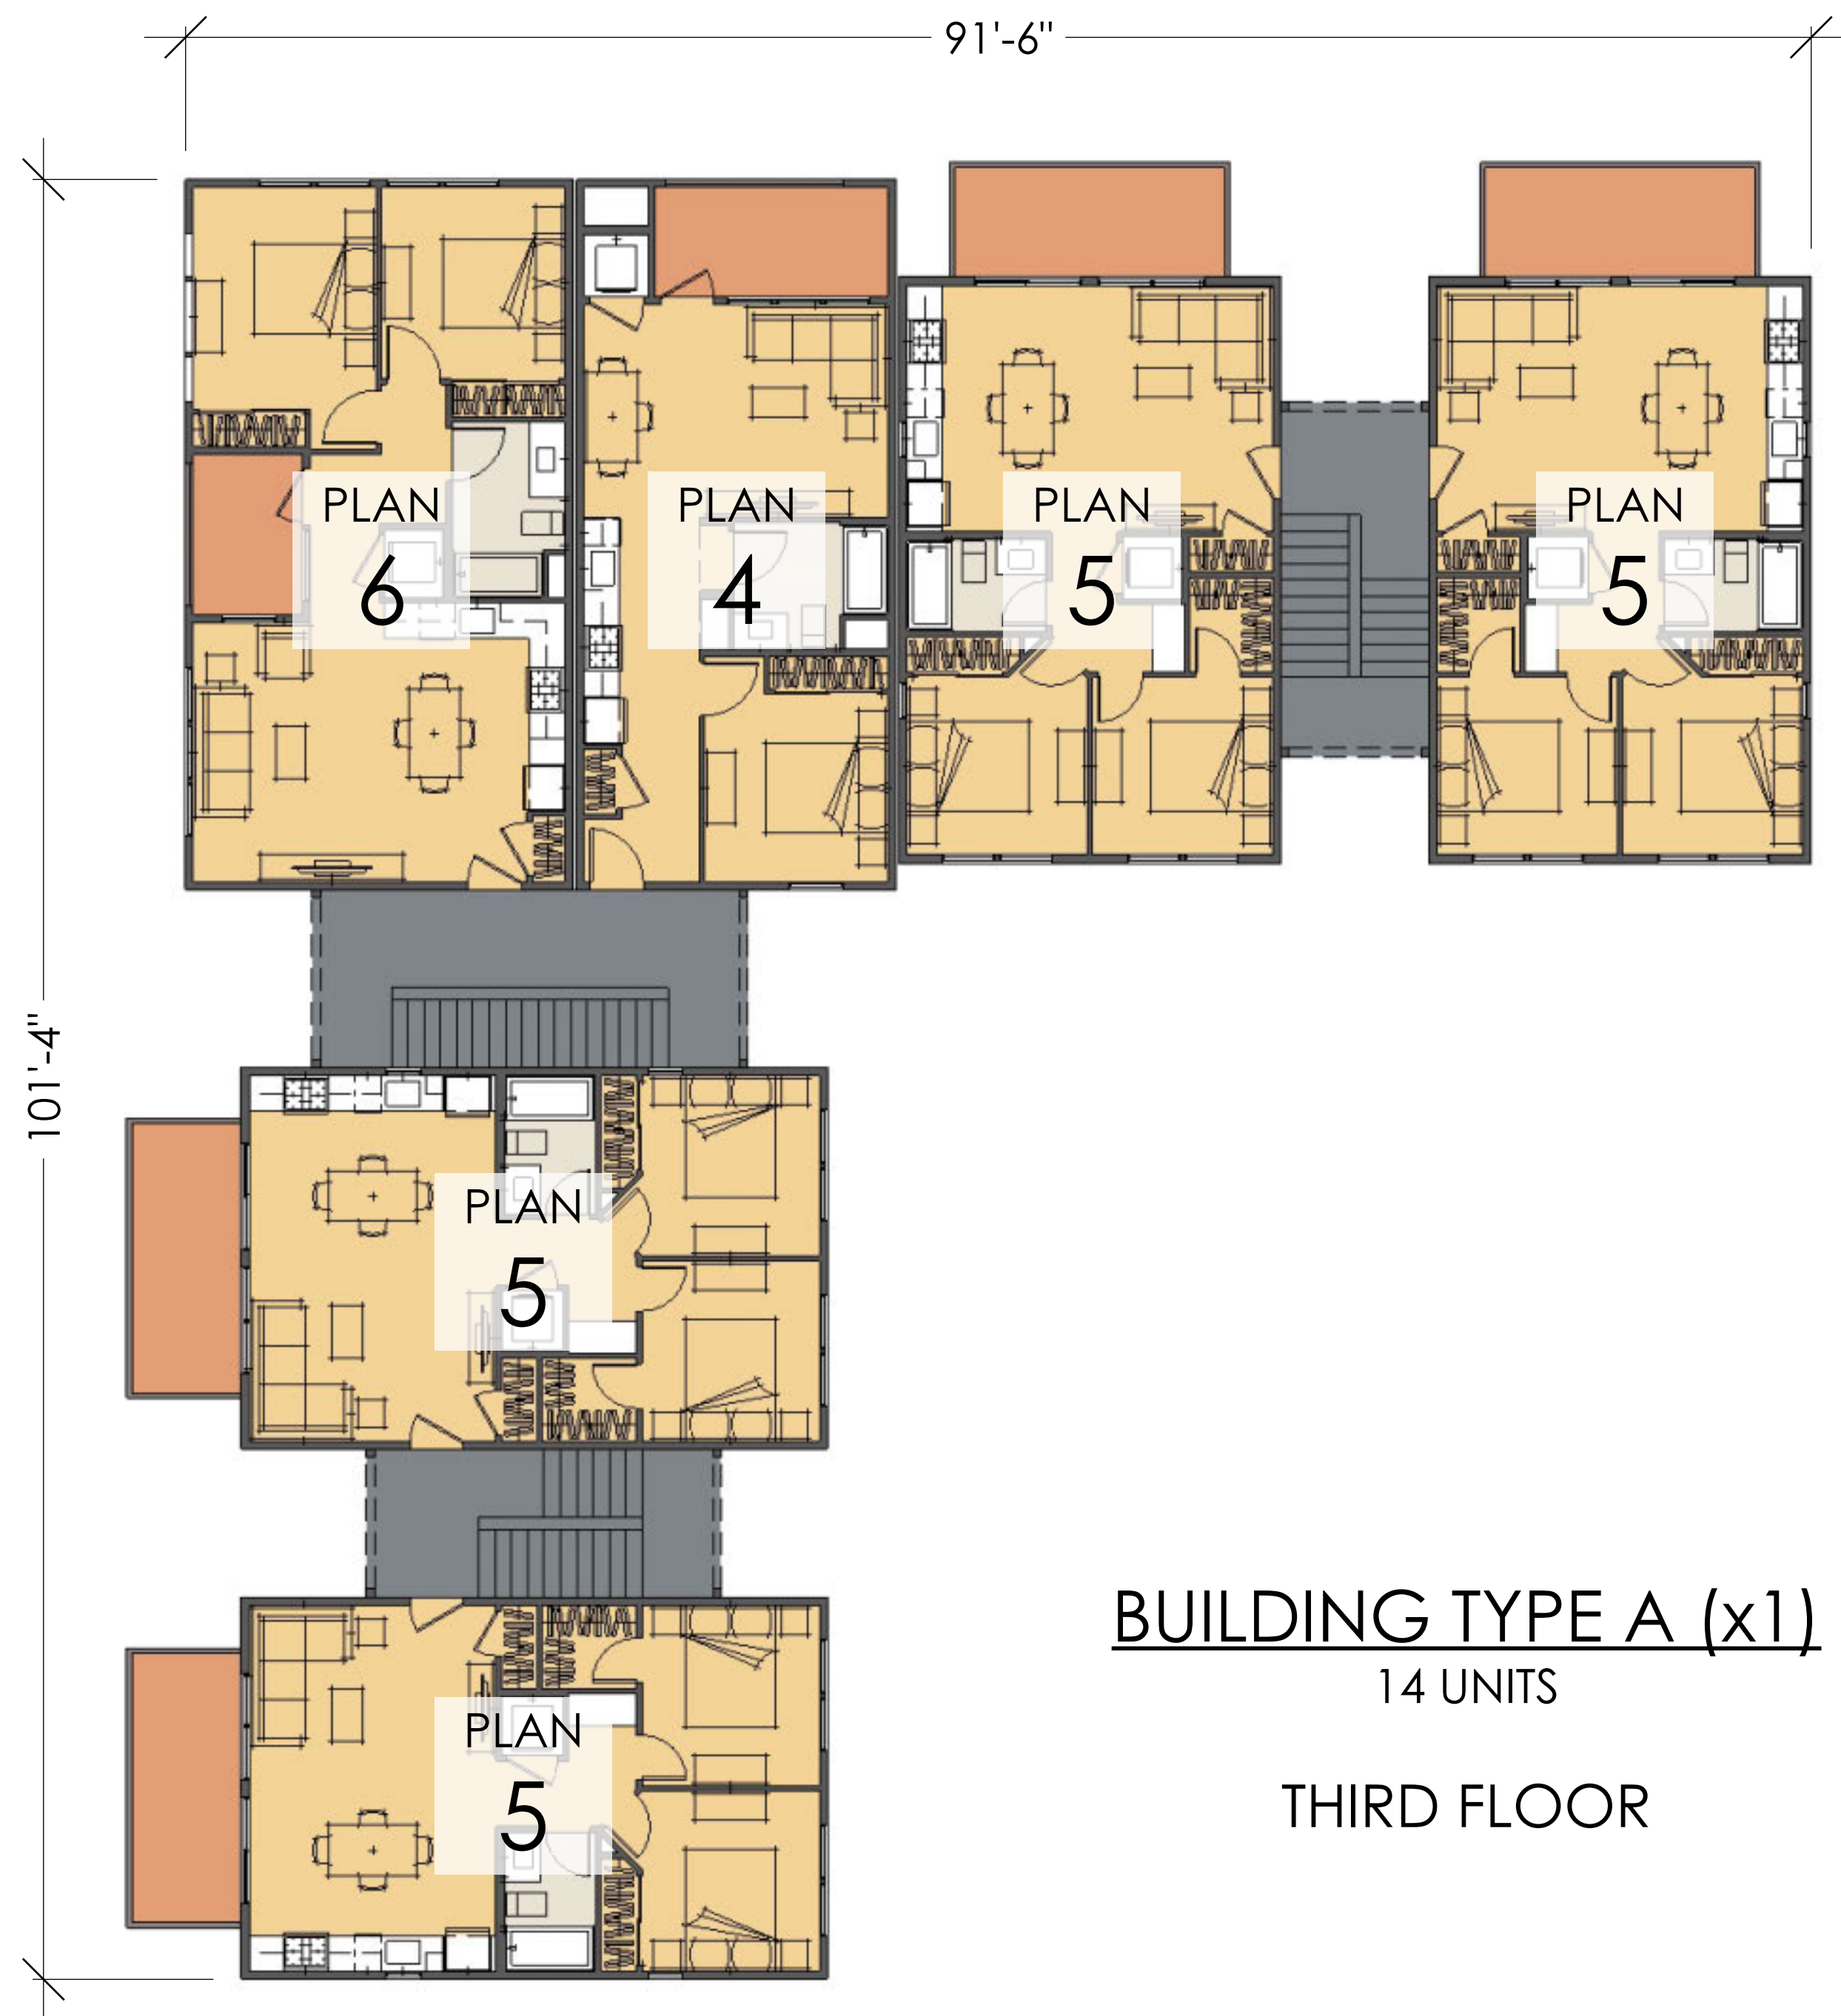 91'-6"
101'-4"
PLAN
6
PLAN
4
PLAN
5
PLAN
5
PLAN
5
PLAN
5
BUILDING TYPE A (x1)
14 UNITS
THIRD FLOOR